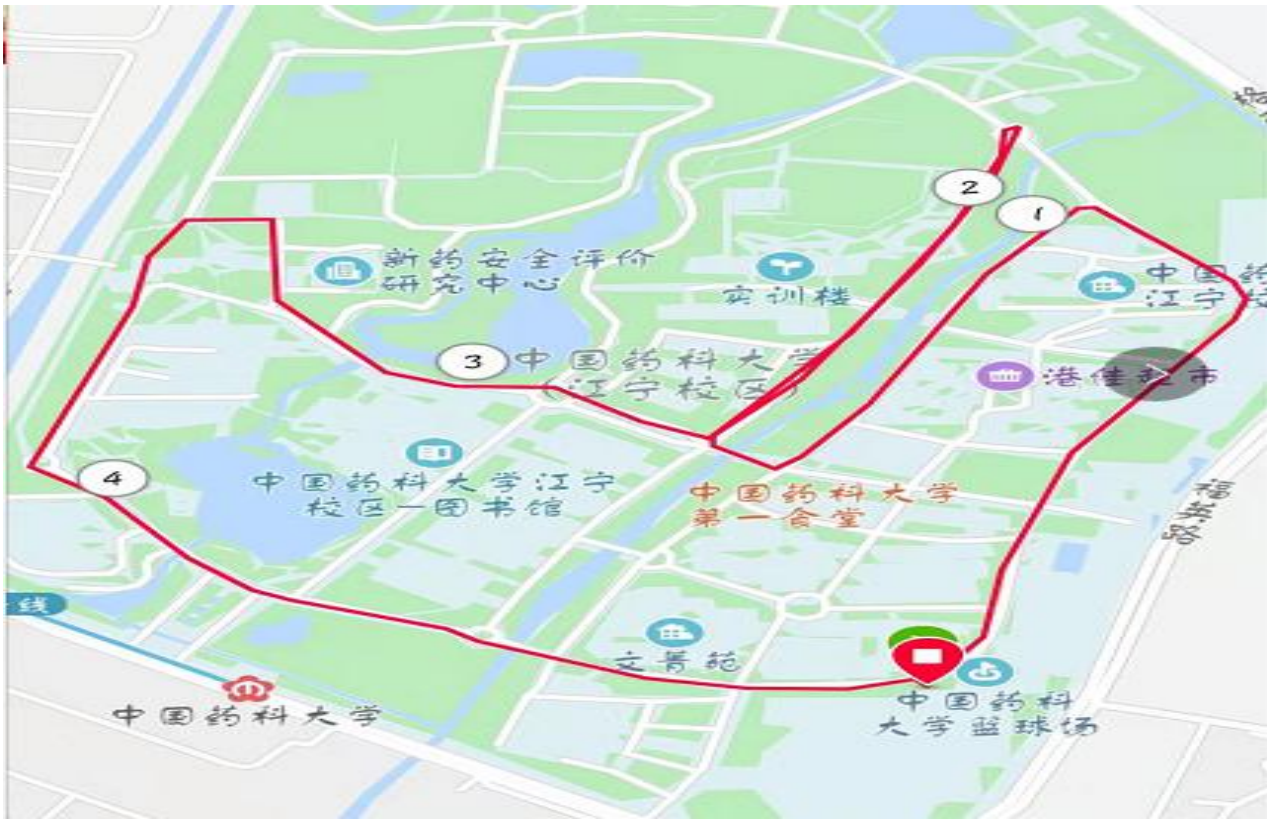 2
1
新药安全评价
研究中心
实训楼
中国药
江宁校
3
中国药科大学
(江宁校区)
港佳超市
4
中国药科大学江宁
校区-图书馆
中国药科大学
第一食堂
福英路
线
文菁苑
中国药科大学
中国药科
大学篮球场